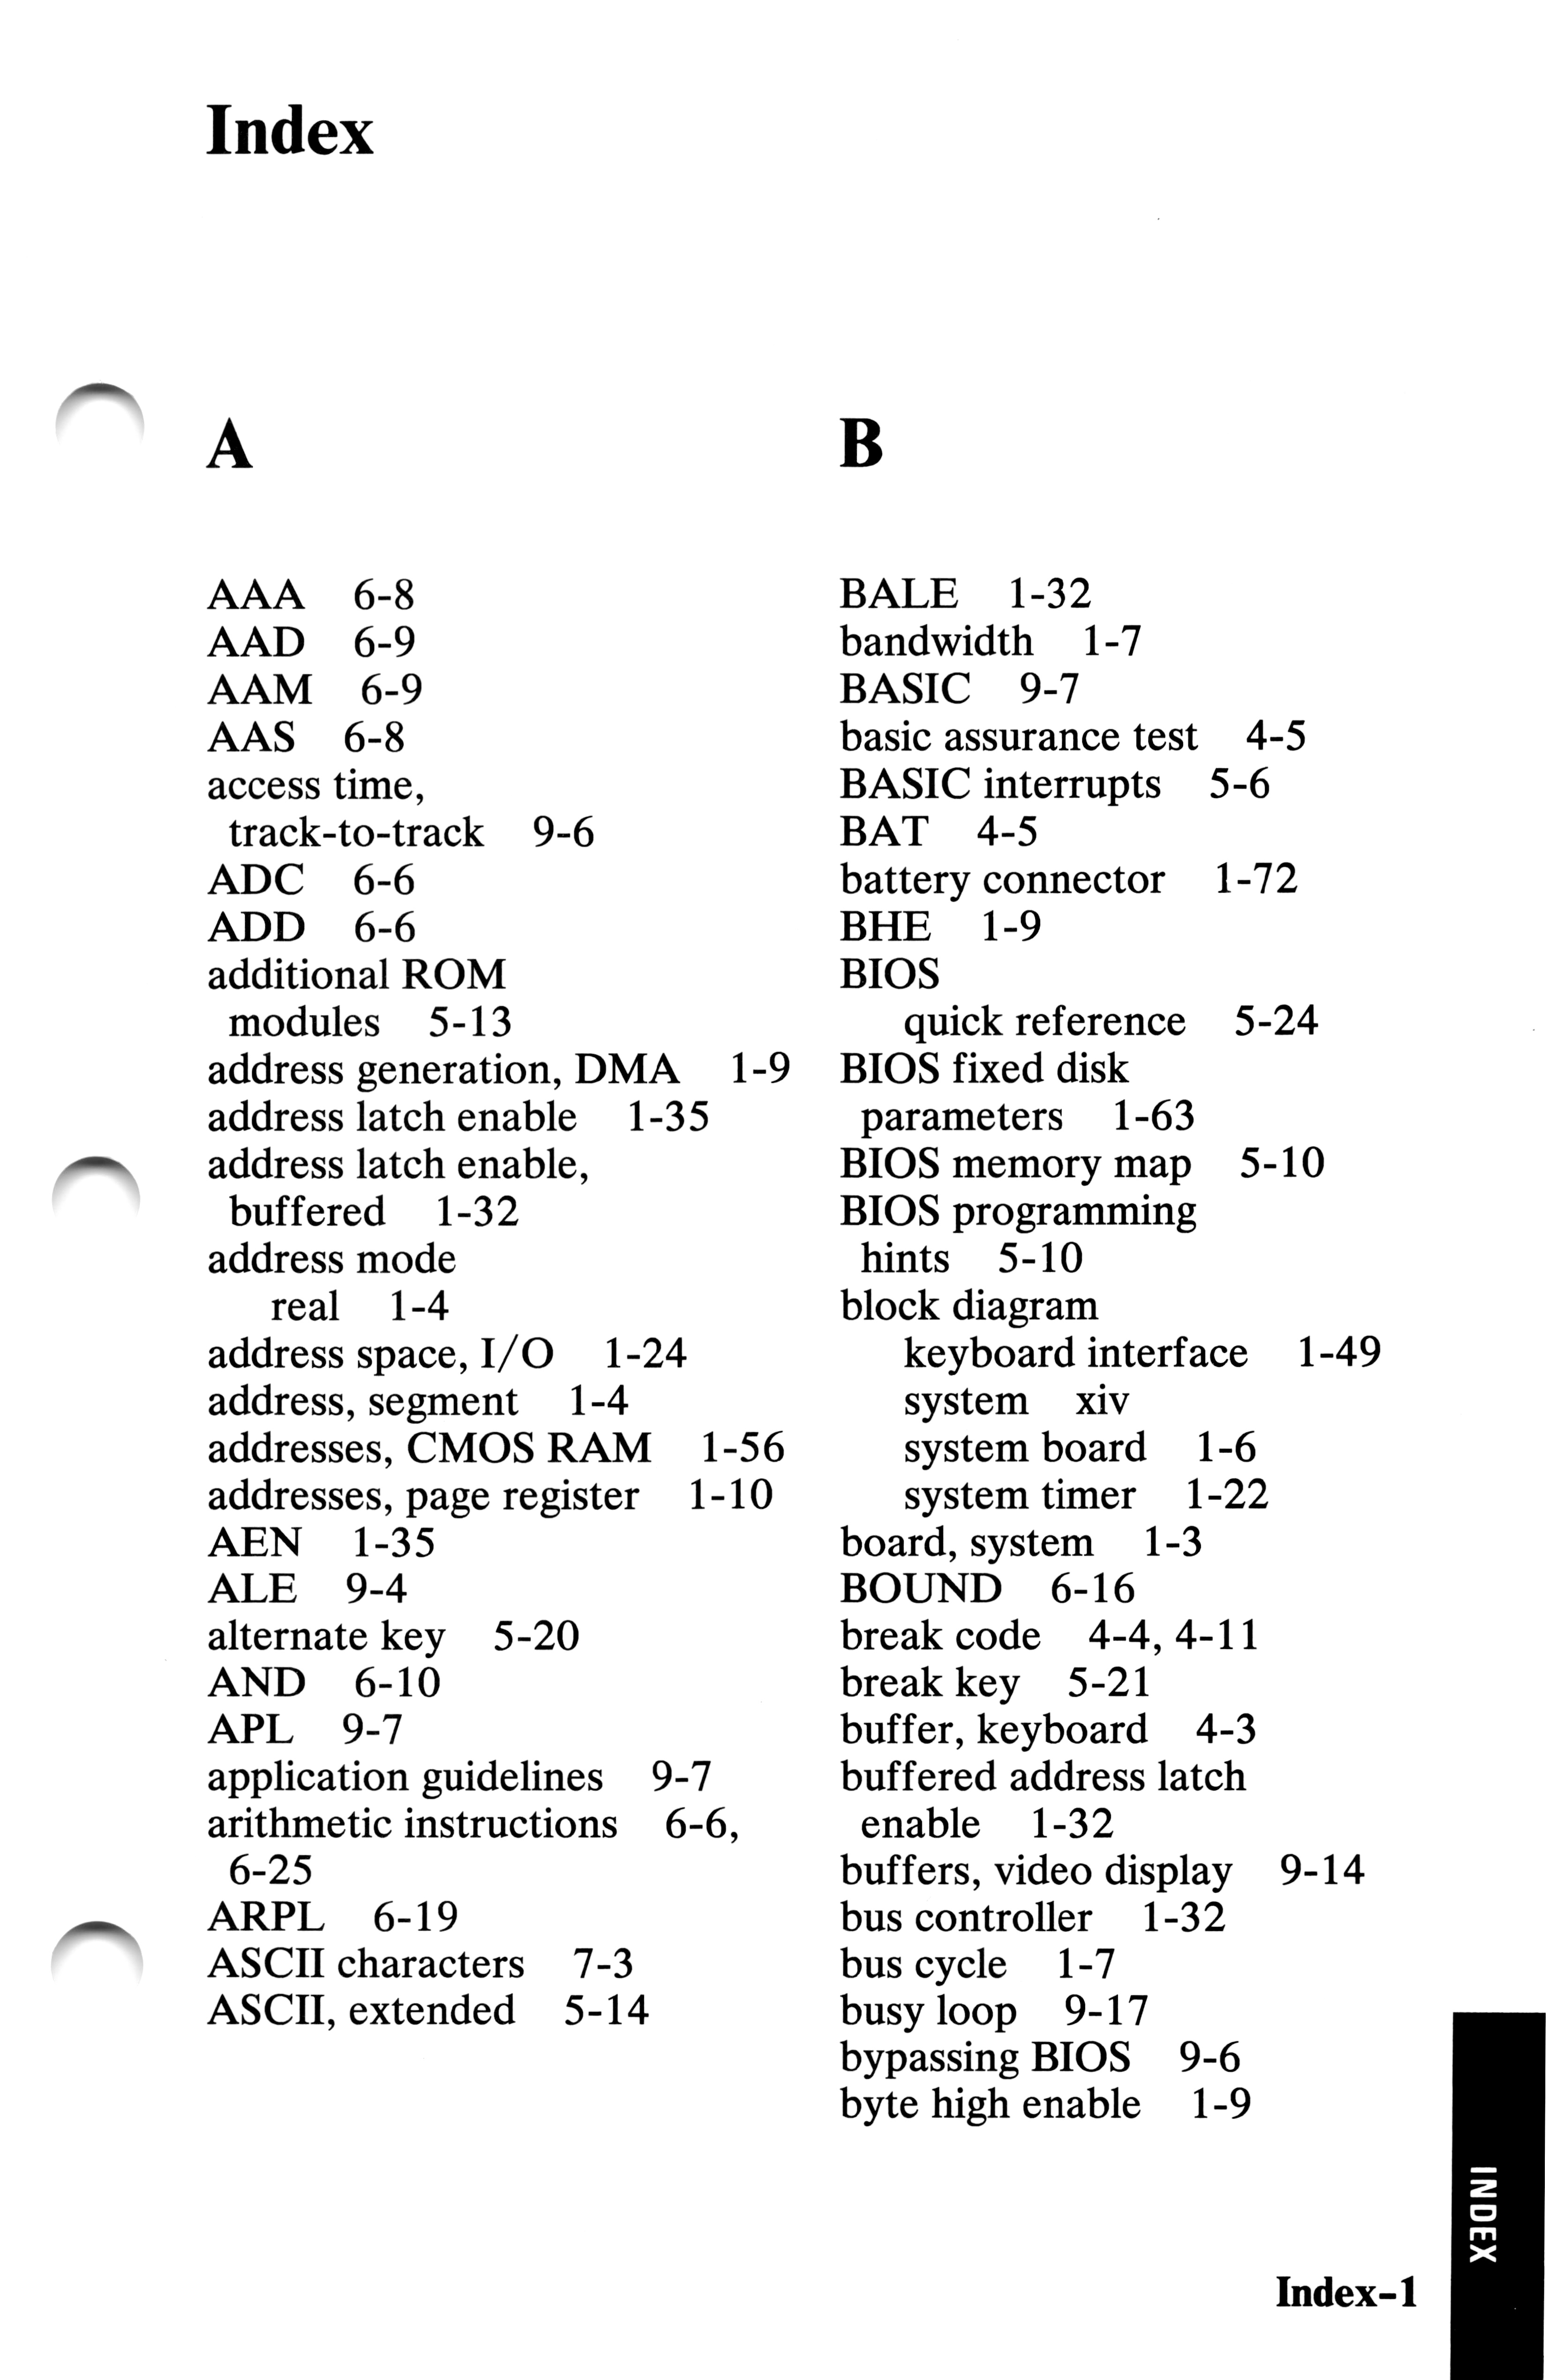 Index
A
AAA 6-8
AAD 6-9
AAM 6-9
AAS 6-8
access time,
track-to-track 9-6
ADC 6-6
ADD 6-6
additional ROM
modules 5-13
address generation, DMA 1-9
address latch enable 1-35
address latch enable,
buffered 1-32
address mode
real 1-4
address space, I/O 1-24
address, segment 1-4
addresses, CMOS RAM 1-56
addresses, page register 1-10
AEN 1-35
ALE 9-4
alternate key 5-20
AND 6-10
APL 9-7
application guidelines 9-7
arithmetic instructions 6-6,
6-25
ARPL 6-19
ASCII characters 7-3
ASCII, extended 5-14
B
BALE 1-32
bandwidth 1-7
BASIC 9-7
basic assurance test 4-5
BASIC interrupts 5-6
BAT 4-5
battery connector 1-72
BHE 1-9
BIOS
quick reference 5-24
BIOS fixed disk
parameters 1-63
BIOS memory map 5-10
BIOS programming
hints 5-10
block diagram
keyboard interface 1-49
system xiv
system board 1-6
system timer 1-22
board, system 1-3
BOUND 6-16
break code 4-4, 4-11
break key 5-21
buffer, keyboard 4-3
buffered address latch
enable 1-32
buffers, video display 9-14
bus controller 1-32
bus cycle 1-7
busy loop 9-17
bypassing BIOS 9-6
byte high enable 1-9
INDEX
Index-1